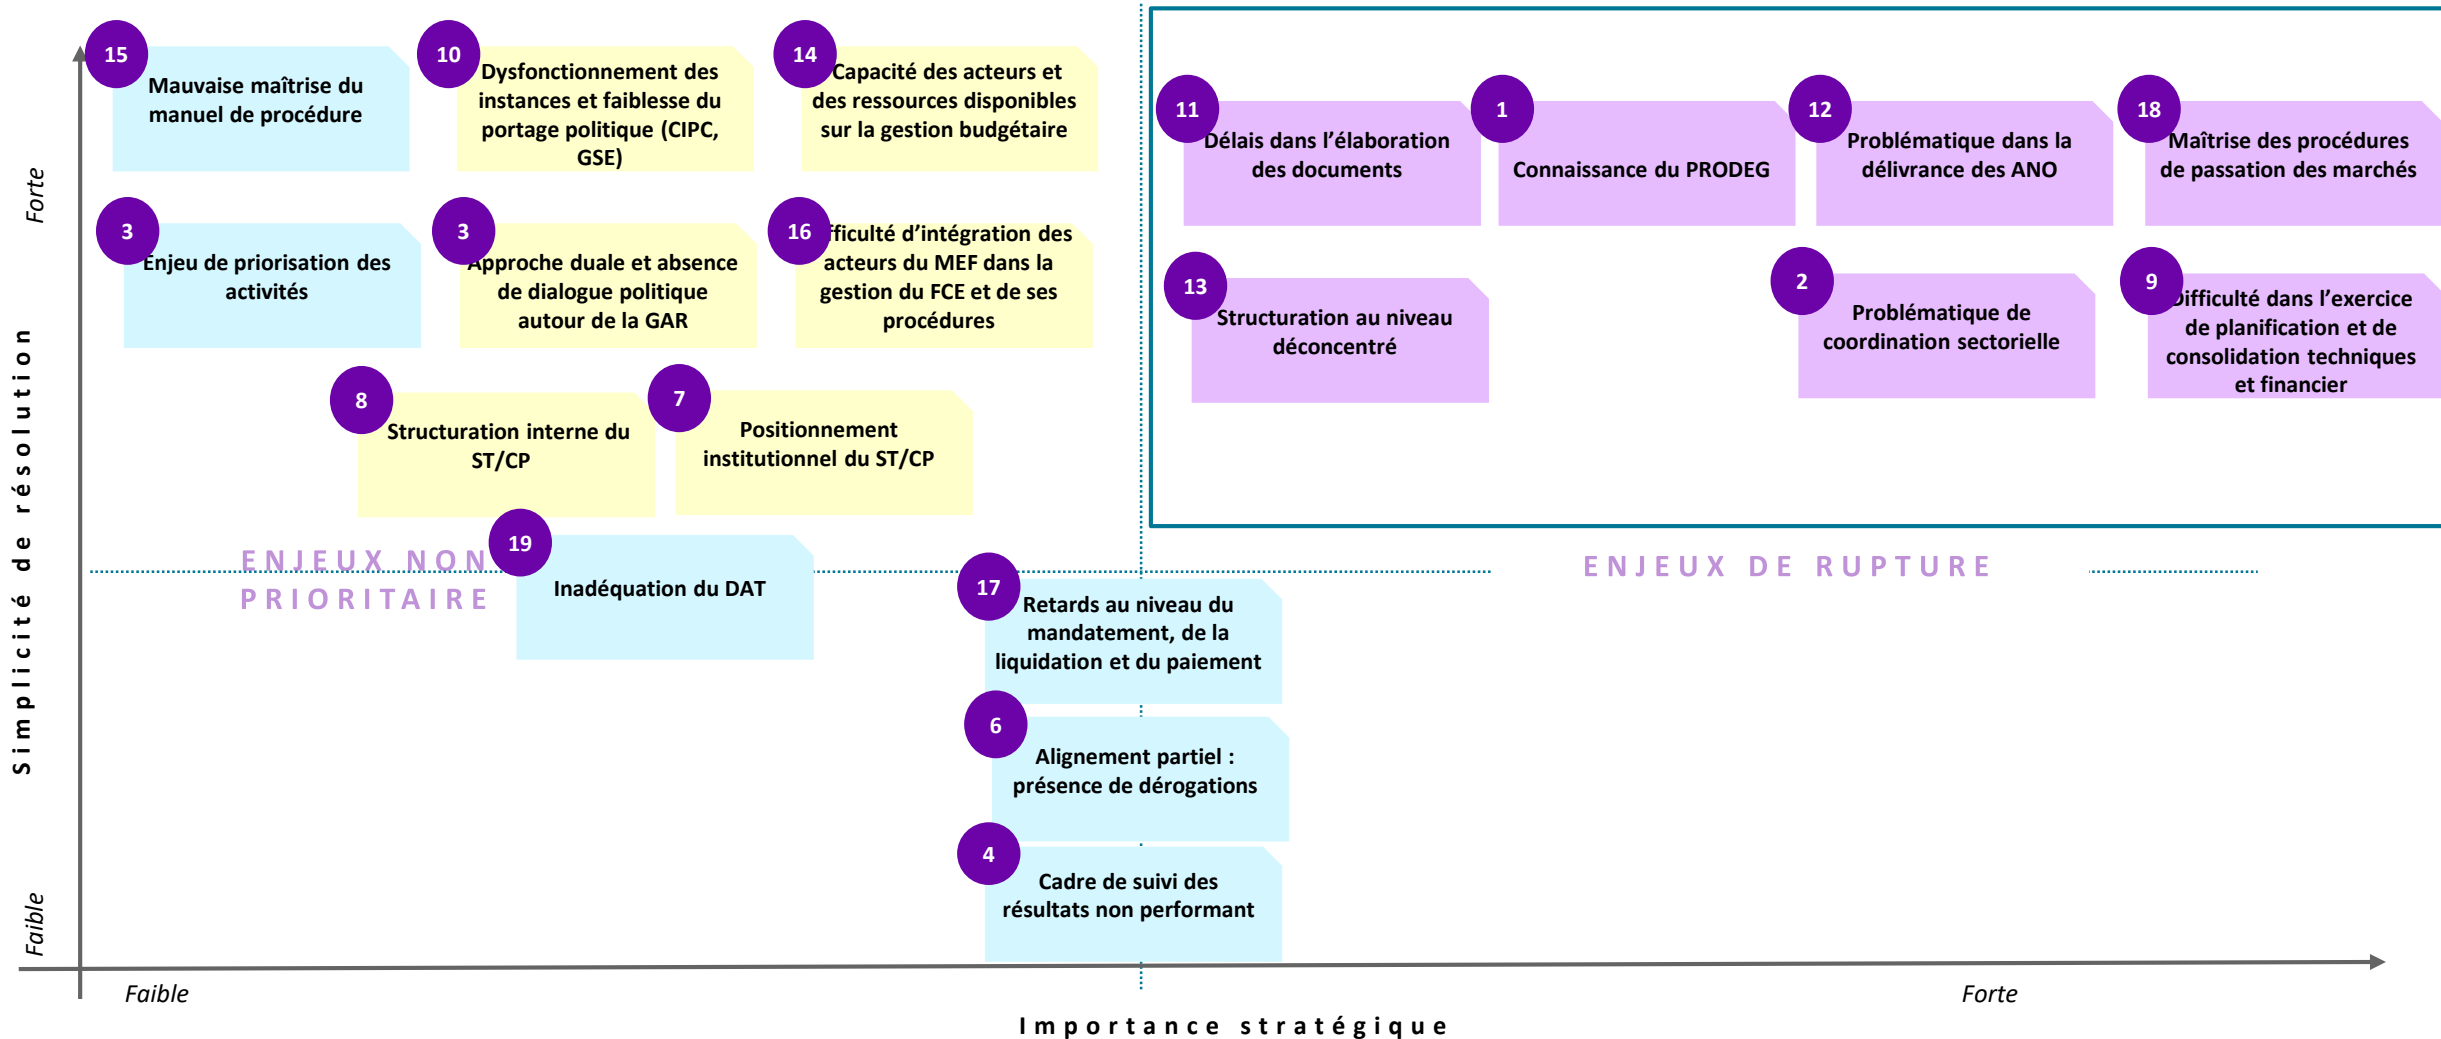 15
Mauvaise maîtrise du
manuel de procédure
10
Dysfonctionnement des
instances et faiblesse du
portage politique (CIPC,
GSE)
14
Capacité des acteurs et
des ressources disponibles
sur la gestion budgétaire
11
Délais dans l’élaboration
des documents
1
Connaissance du PRODEG
12
Problématique dans la
délivrance des ANO
18
Maîtrise des procédures
de passation des marchés
3
Enjeu de priorisation des
activités
3
Approche duale et absence
de dialogue politique
autour de la GAR
16
fficulté d’intégration des
acteurs du MEF dans la
gestion du FCE et de ses
procédures
13
Structuration au niveau
déconcentré
2
Problématique de
coordination sectorielle
9
Difficulté dans l’exercice
de planification et de
consolidation techniques
et financier
8
Structuration interne du
ST/CP
7
Positionnement
institutionnel du ST/CP
19
Inadéquation du DAT
ENJEUX NON
PRIORITAIRE
ENJEUX DE RUPTURE
17
Retards au niveau du
mandatement, de la
liquidation et du paiement
6
Alignement partiel :
présence de dérogations
4
Cadre de suivi des
résultats non performant
Forte
Simplicité de résolution
Faible
Faible
Forte
Importance stratégique